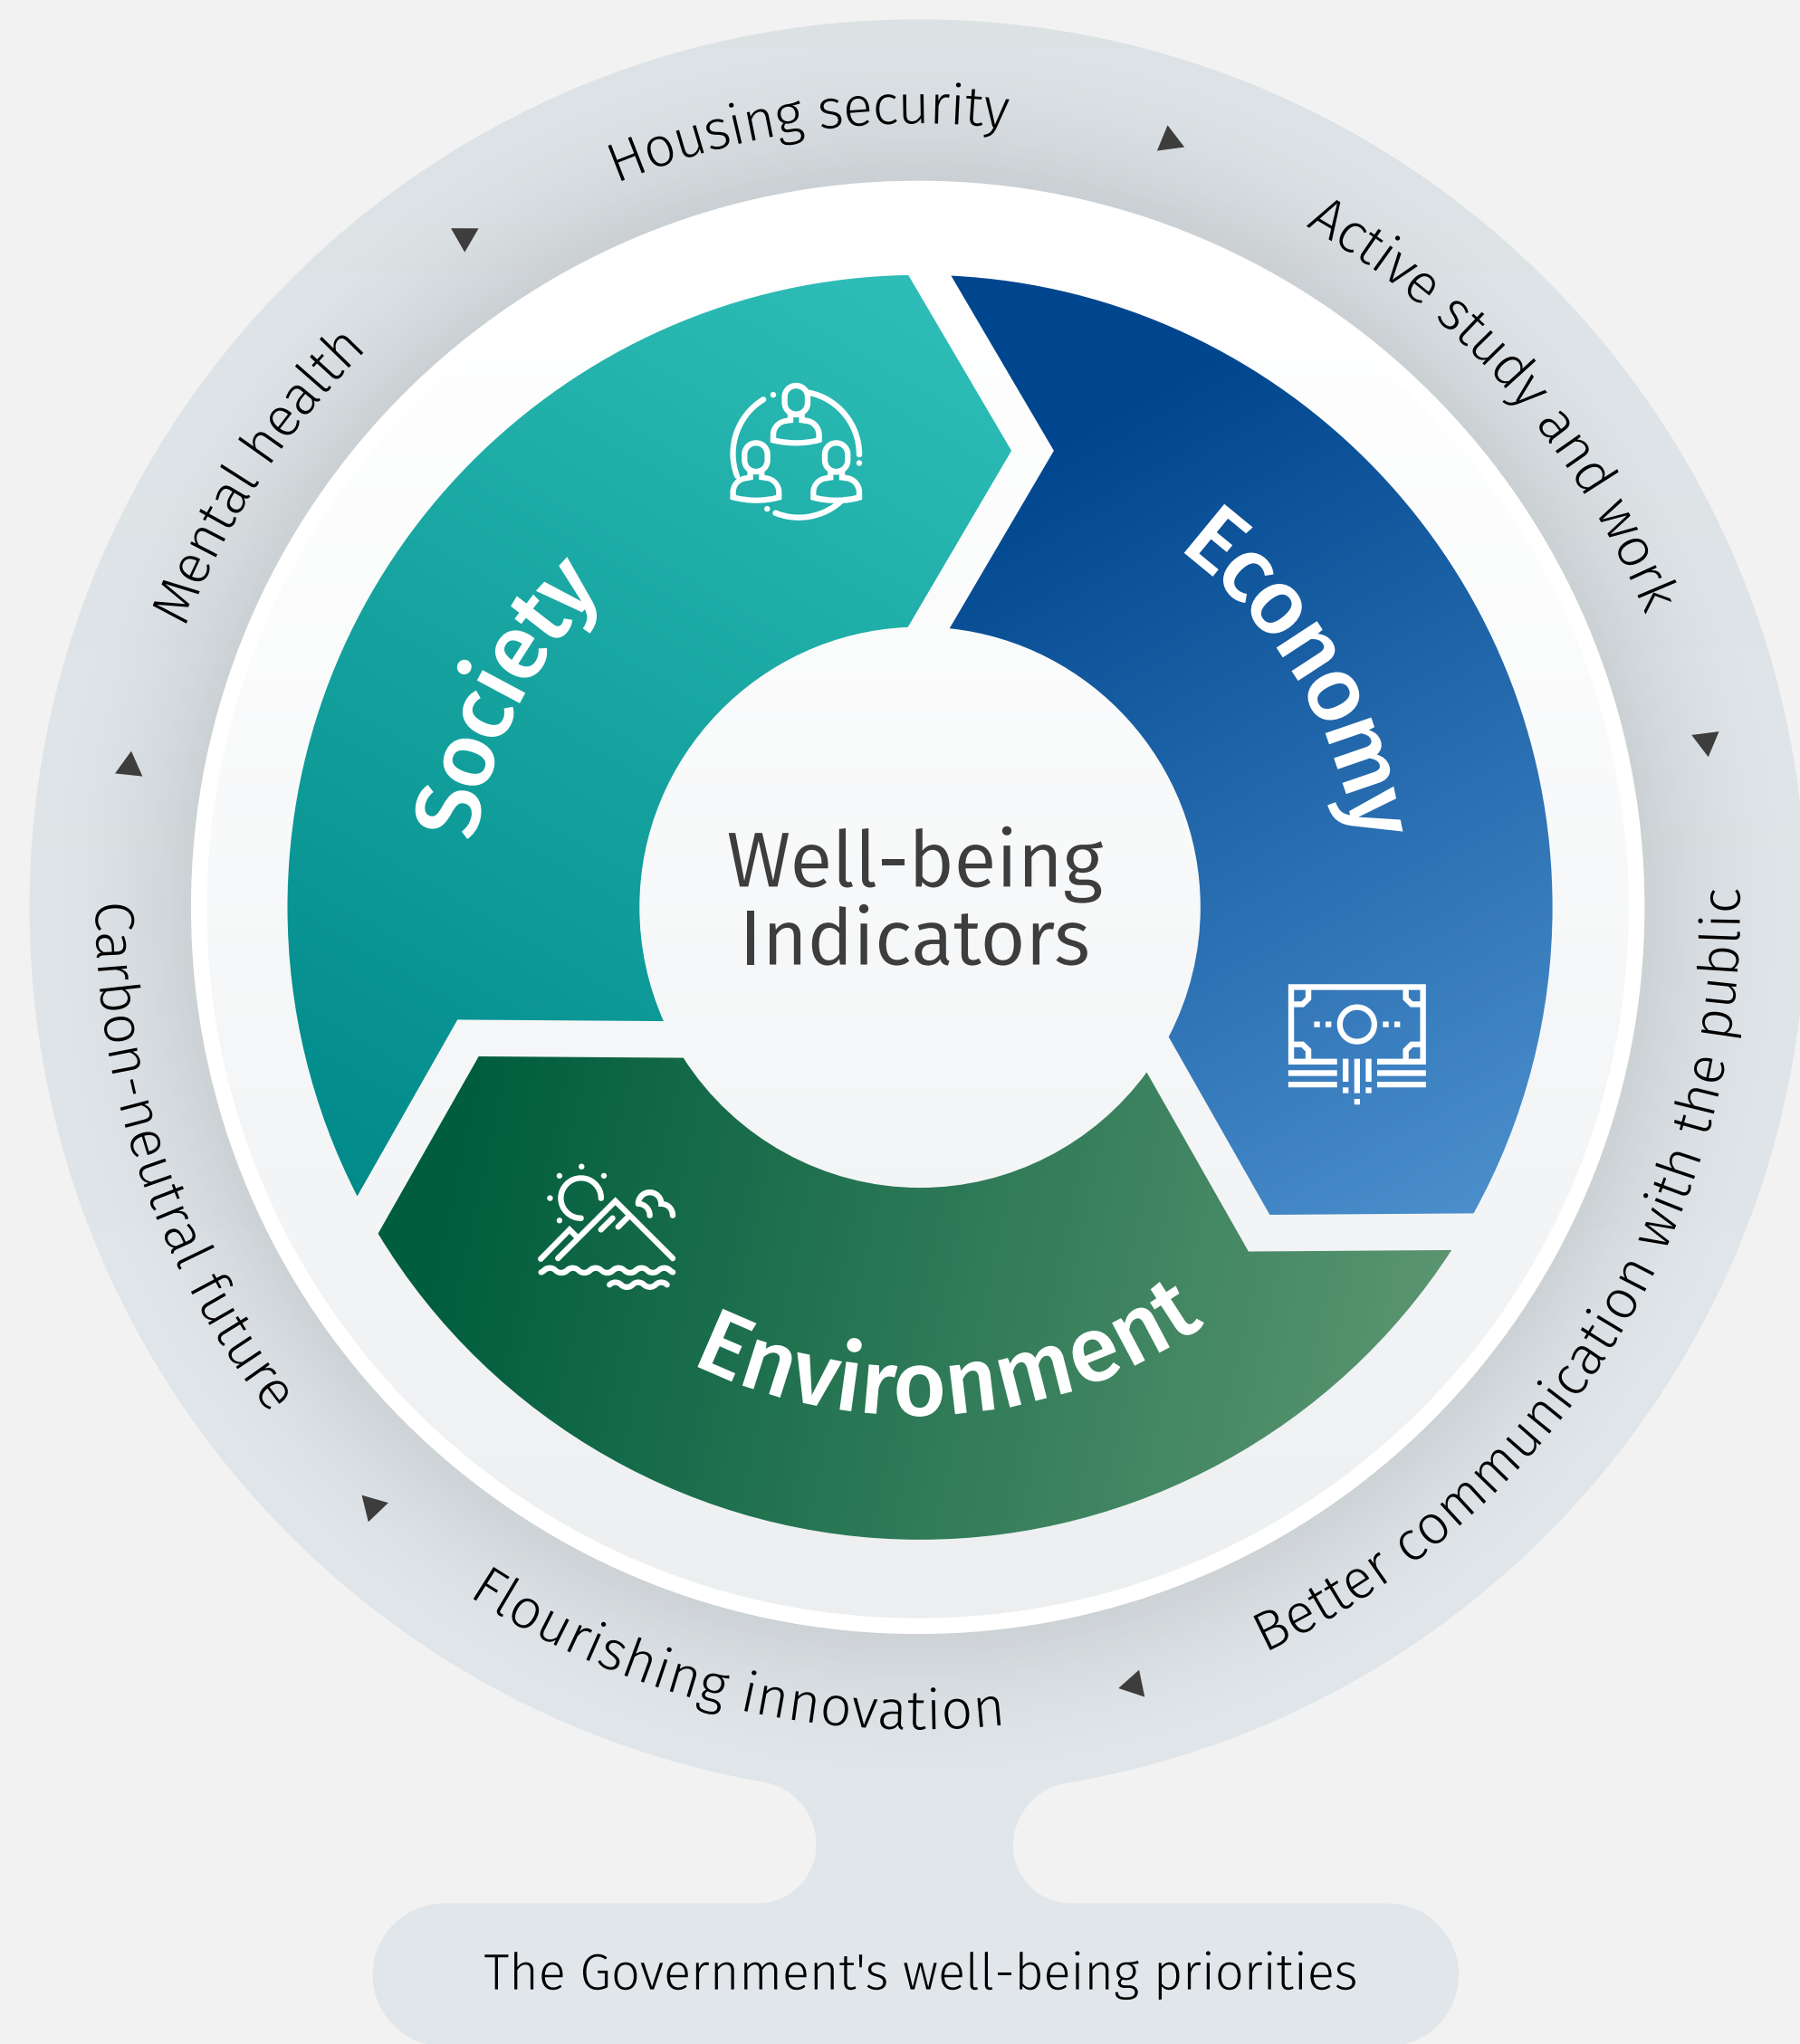 Housing security
Active study and work
Better communication with the public
Flourishing innovation
Carbon-neutral future
Mental health
Society
Economy
Environment
Well-being
Indicators
The Government's well-being priorities